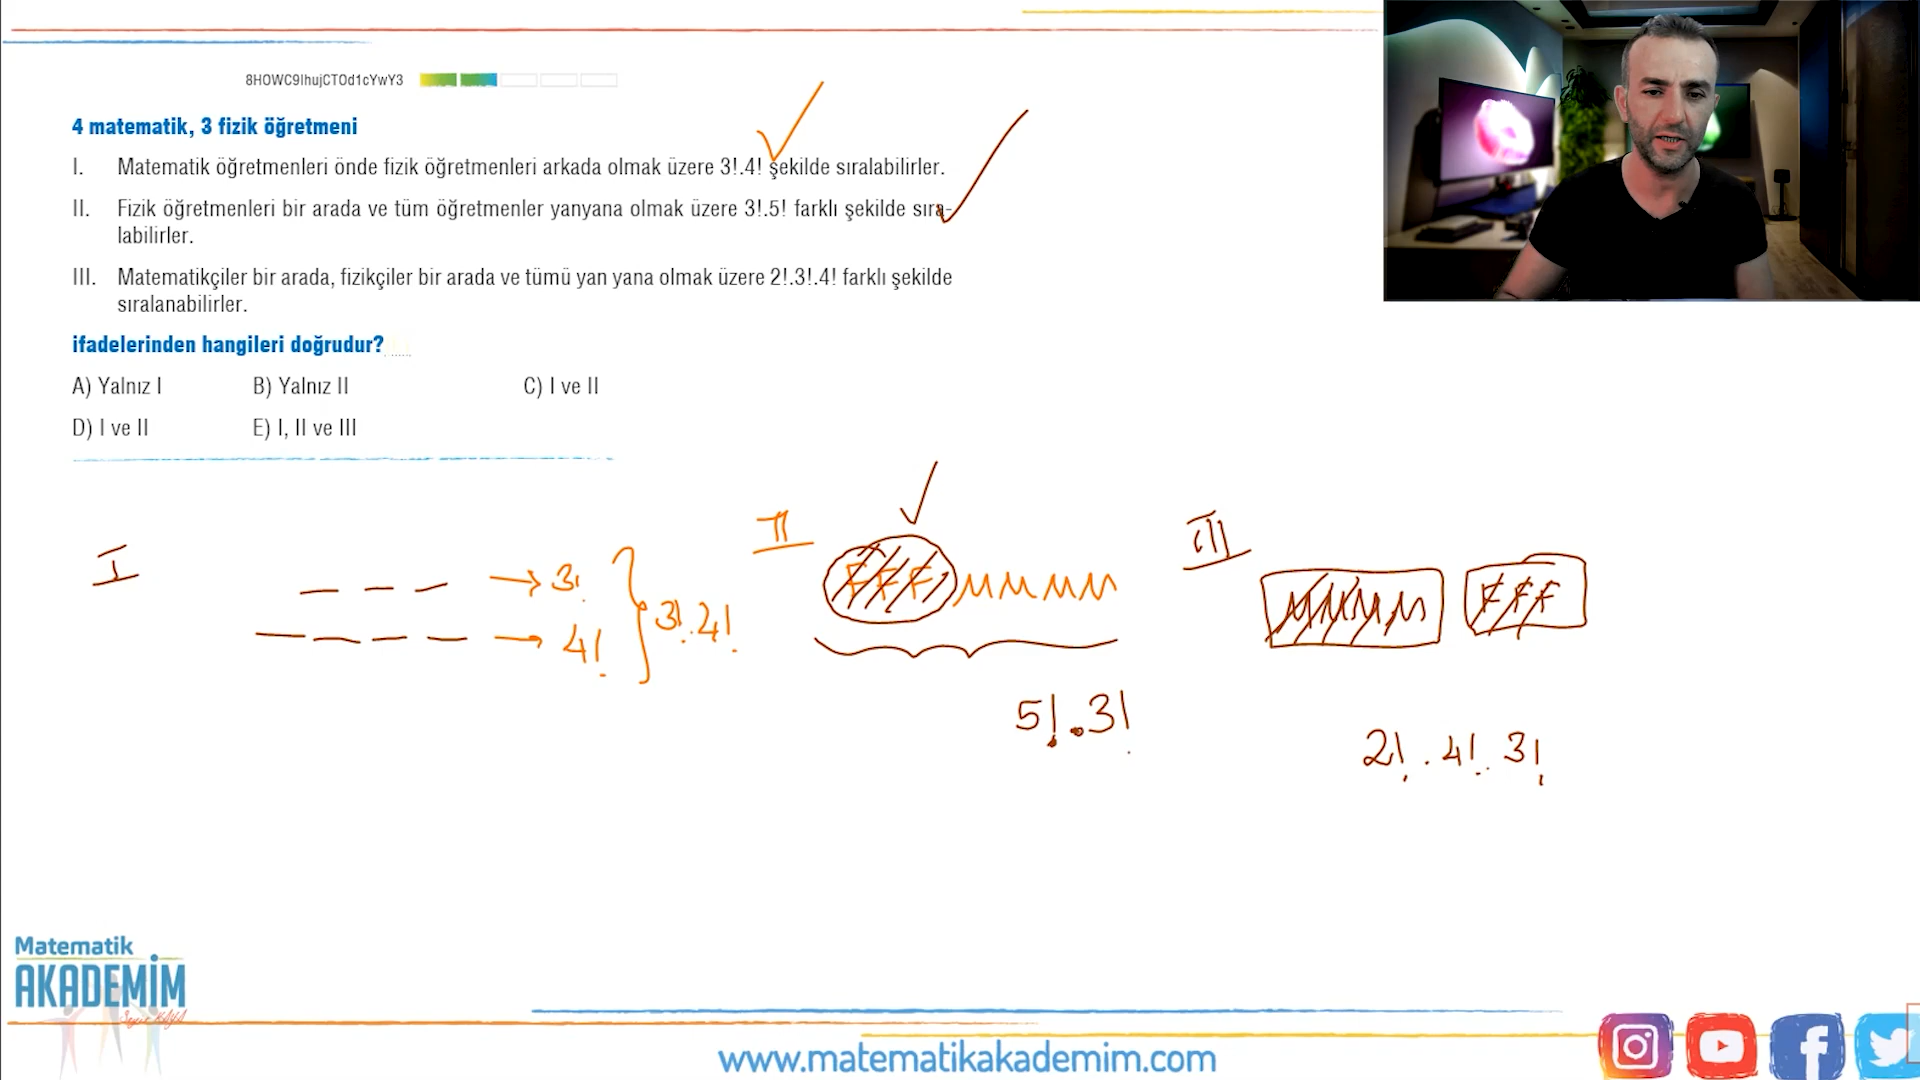 8HOWC9IhujCTOd1cYwY3
4 matematik, 3 fizik öğretmeni
I. Matematik öğretmenleri önde fizik öğretmenleri arkada olmak üzere 3!.4! şekilde sıralabilirler.
II. Fizik öğretmenleri bir arada ve tüm öğretmenler yanyana olmak üzere 3!.5! farklı şekilde sıra-
labilirler.
III. Matematikçiler bir arada, fizikçiler bir arada ve tümü yan yana olmak üzere 2!.3!.4! farklı şekilde
sıralanabilirler.
ifadelerinden hangileri doğrudur?
A) Yalnız I B) Yalnız II C) I ve II
D) I ve II E) I, II ve III
I
→ 3!
→ 4!
3!.4!
II
FFF MMMM
5!.3!
III
MMMM FFF
2!.4!.3!
Matematik
AKADEMİM
www.matematikakademim.com